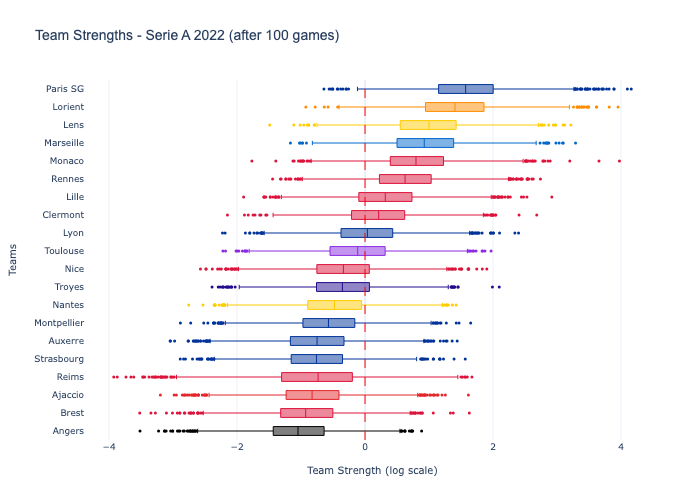 Team Strengths - Serie A 2022 (after 100 games)
Paris SG
Lorient
Lens
Marseille
Monaco
Rennes
Lille
Clermont
Lyon
Toulouse
Nice
Troyes
Nantes
Montpellier
Auxerre
Strasbourg
Reims
Ajaccio
Brest
Angers
Teams
−4 −2 0 2 4
Team Strength (log scale)